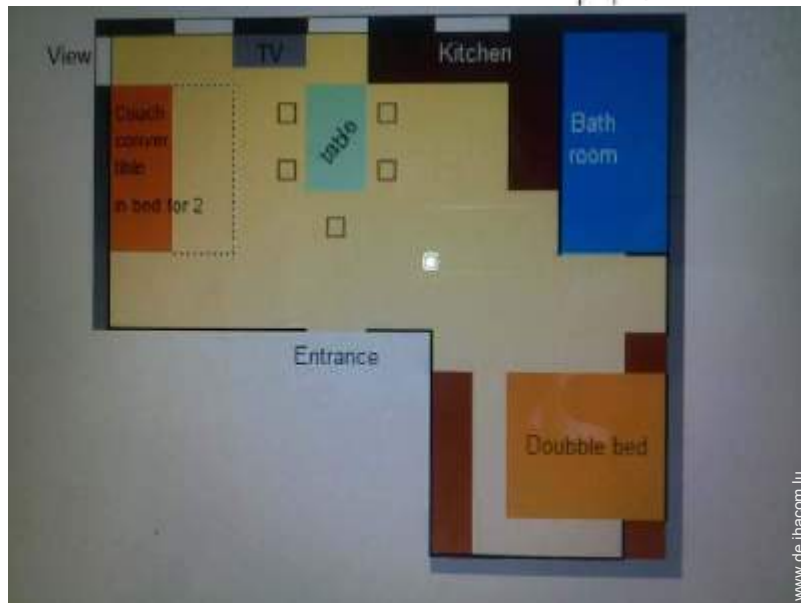 View
TV
Kitchen
Couch
conver
tible
in bed for 2
table
Bath
room
Entrance
Doubble bed
www.de.ihacom.lu